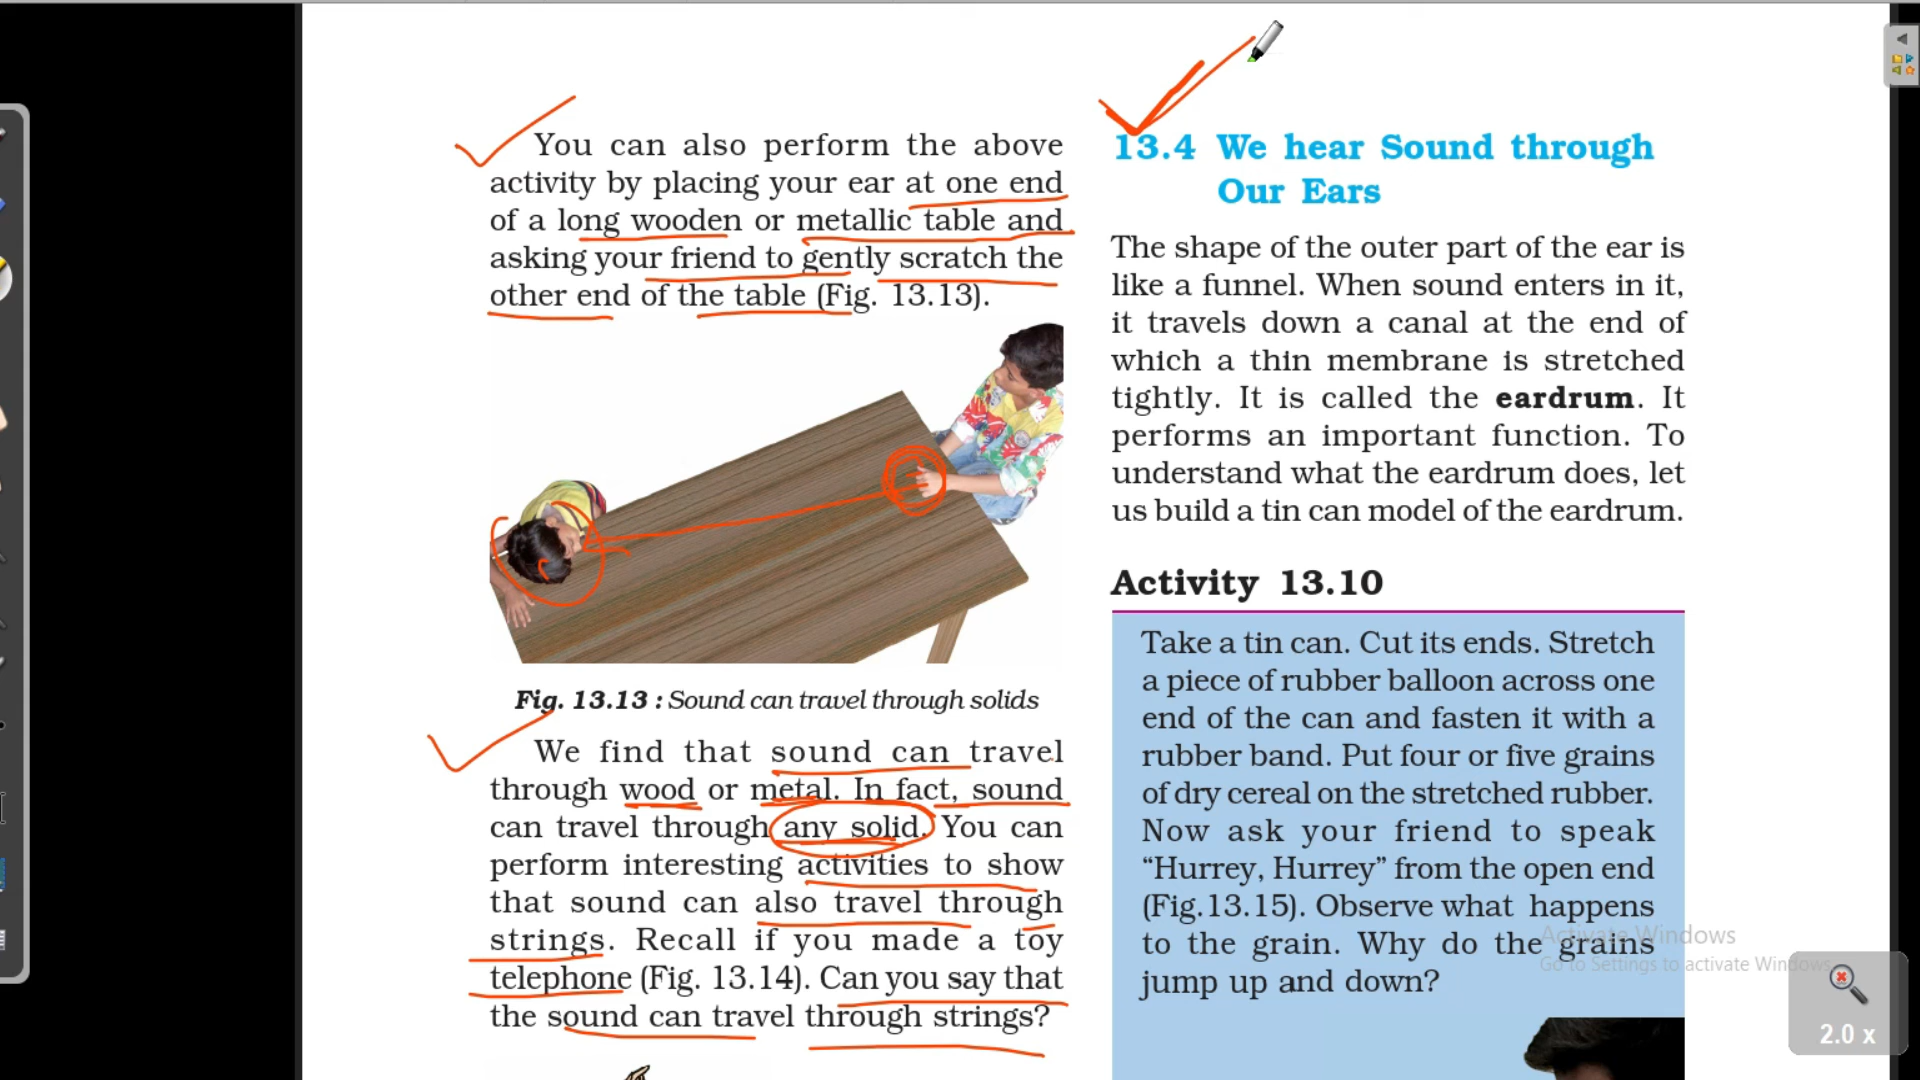 You can also perform the above
activity by placing your ear at one end
of a long wooden or metallic table and
asking your friend to gently scratch the
other end of the table (Fig. 13.13).
Fig. 13.13 : Sound can travel through solids
We find that sound can travel
through wood or metal. In fact, sound
can travel through any solid. You can
perform interesting activities to show
that sound can also travel through
strings. Recall if you made a toy
telephone (Fig. 13.14). Can you say that
the sound can travel through strings?
13.4 We hear Sound through
Our Ears
The shape of the outer part of the ear is
like a funnel. When sound enters in it,
it travels down a canal at the end of
which a thin membrane is stretched
tightly. It is called the eardrum. It
performs an important function. To
understand what the eardrum does, let
us build a tin can model of the eardrum.
Activity 13.10
Take a tin can. Cut its ends. Stretch
a piece of rubber balloon across one
end of the can and fasten it with a
rubber band. Put four or five grains
of dry cereal on the stretched rubber.
Now ask your friend to speak
“Hurrey, Hurrey” from the open end
(Fig.13.15). Observe what happens
to the grain. Why do the grains
jump up and down?
Activate Windows
Go to Settings to activate Windows.
2.0 x